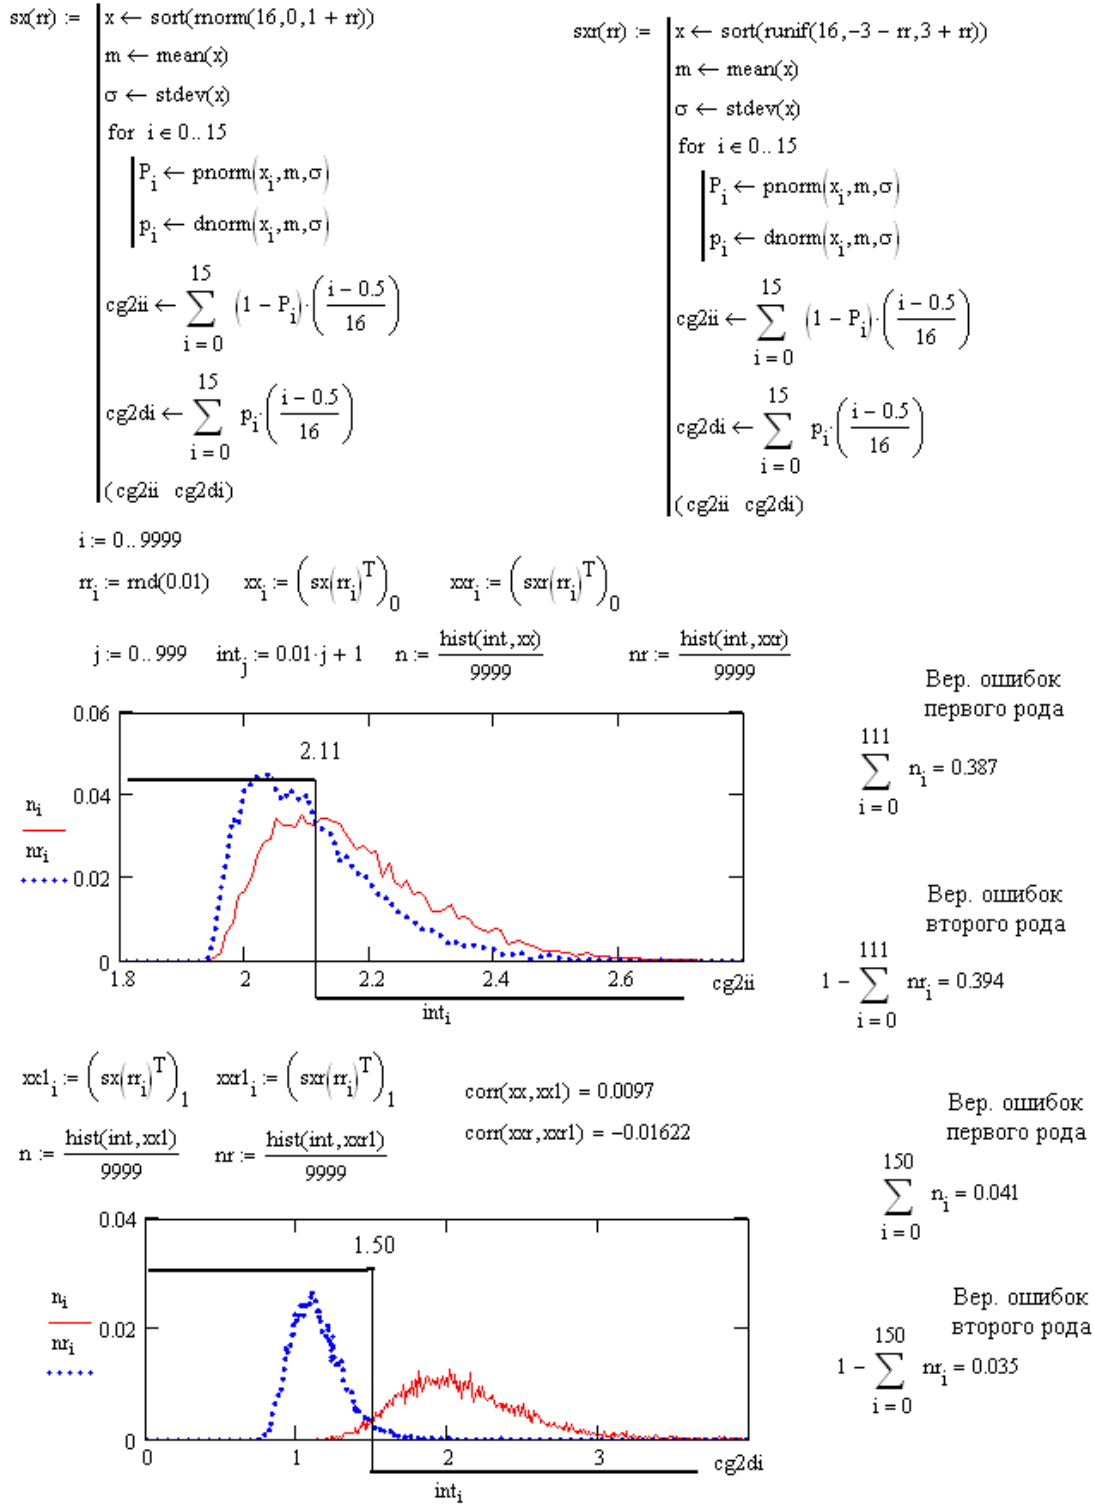 sx(rr) := x ← sort(rnorm(16,0,1 + rr))
m ← mean(x)
σ ← stdev(x)
for i ∈ 0.. 15
P_i ← pnorm(x_i,m,σ)
p_i ← dnorm(x_i,m,σ)
cg2ii ← ∑_{i = 0}^{15} (1 − P_i)·((i − 0.5)/16)
cg2di ← ∑_{i = 0}^{15} p_i·((i − 0.5)/16)
(cg2ii cg2di)
sxr(rr) := x ← sort(runif(16,−3 − rr,3 + rr))
m ← mean(x)
σ ← stdev(x)
for i ∈ 0.. 15
P_i ← pnorm(x_i,m,σ)
p_i ← dnorm(x_i,m,σ)
cg2ii ← ∑_{i = 0}^{15} (1 − P_i)·((i − 0.5)/16)
cg2di ← ∑_{i = 0}^{15} p_i·((i − 0.5)/16)
(cg2ii cg2di)
i := 0.. 9999
rr_i := rnd(0.01) xx_i := (sx(rr_i)^T)_0 xxr_i := (sxr(rr_i)^T)_0
j := 0.. 999 int_j := 0.01·j + 1 n := hist(int,xx)/9999 nr := hist(int,xxr)/9999
Вер. ошибок
первого рода
∑_{i = 0}^{111} n_i = 0.387
Вер. ошибок
второго рода
1 − ∑_{i = 0}^{111} nr_i = 0.394
0.06
0.04
0.02
0
n_i
nr_i
2.11
1.8 2 2.2 2.4 2.6 cg2ii
int_i
xx1_i := (sx(rr_i)^T)_1 xxr1_i := (sxr(rr_i)^T)_1 corr(xx,xx1) = 0.0097
corr(xxr,xxr1) = −0.01622
n := hist(int,xx1)/9999 nr := hist(int,xxr1)/9999
Вер. ошибок
первого рода
∑_{i = 0}^{150} n_i = 0.041
Вер. ошибок
второго рода
1 − ∑_{i = 0}^{150} nr_i = 0.035
0.04
0.02
0
n_i
nr_i
1.50
0 1 2 3 cg2di
int_i